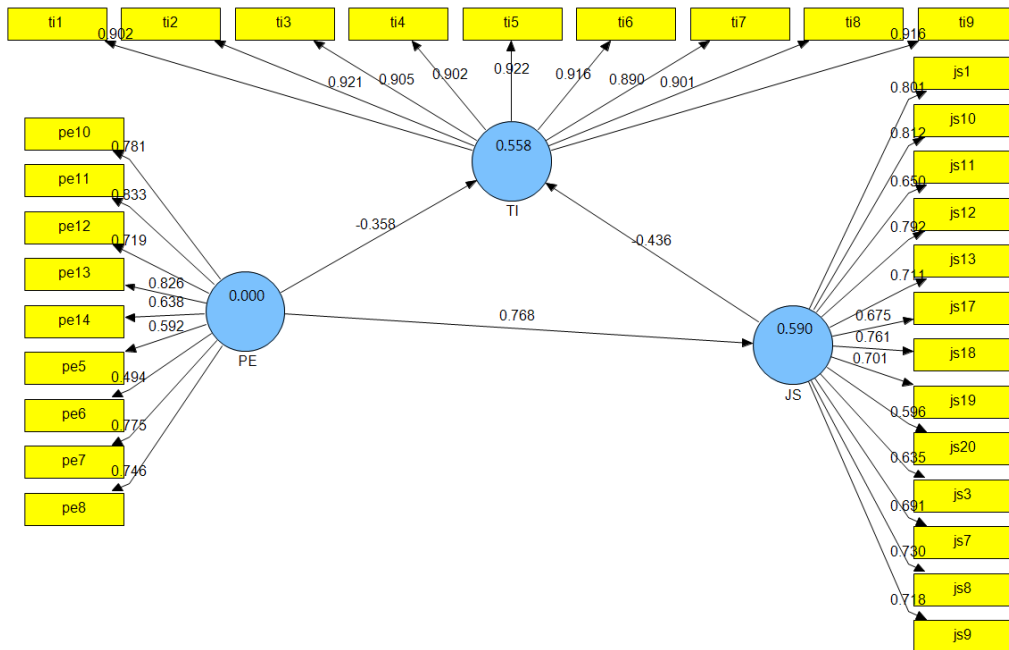 ti1 ti2 ti3 ti4 ti5 ti6 ti7 ti8 ti9
0.902 0.921 0.905 0.902 0.922 0.916 0.890 0.901 0.916
pe10
0.781
pe11
0.833
pe12
0.719
pe13
0.826
pe14
0.638
pe5
0.592
pe6
0.494
pe7
0.775
pe8
0.746
0.558
TI
-0.358
-0.436
0.000
PE
0.768
0.590
JS
js1
0.801
js10
0.812
js11
0.650
js12
0.792
js13
0.711
js17
0.675
js18
0.761
js19
0.701
js20
0.596
js3
0.635
js7
0.691
js8
0.730
js9
0.718